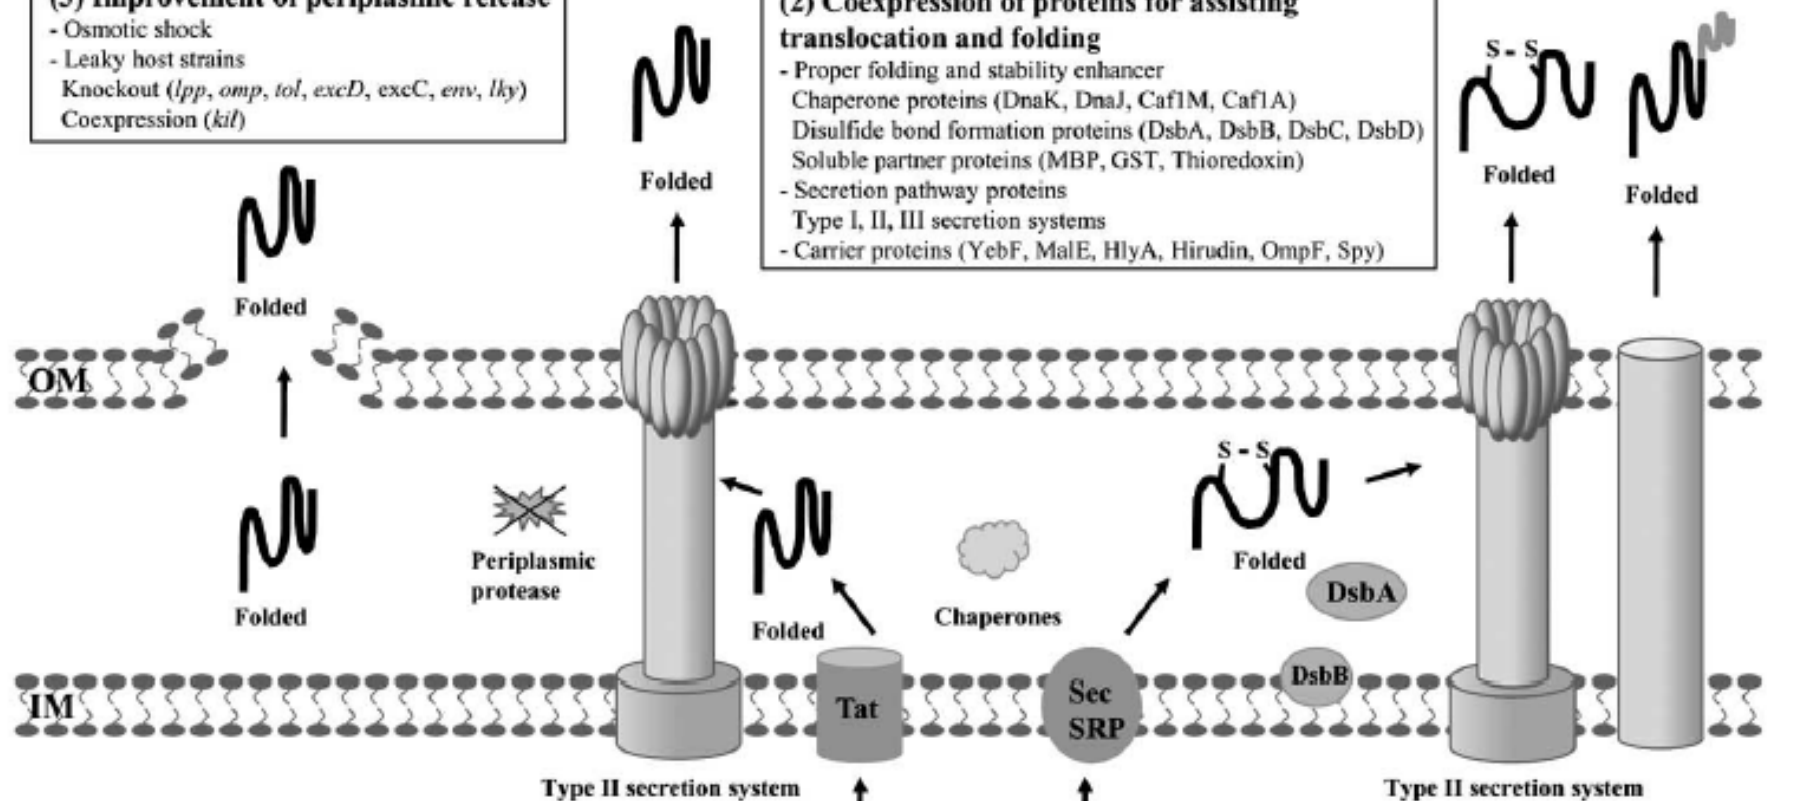 (3) Improvement of periplasmic release
- Osmotic shock
- Leaky host strains
Knockout (lpp, omp, tol, excD, excC, env, lky)
Coexpression (kil)
(2) Coexpression of proteins for assisting
translocation and folding
- Proper folding and stability enhancer
Chaperone proteins (DnaK, DnaJ, Caf1M, Caf1A)
Disulfide bond formation proteins (DsbA, DsbB, DsbC, DsbD)
Soluble partner proteins (MBP, GST, Thioredoxin)
- Secretion pathway proteins
Type I, II, III secretion systems
- Carrier proteins (YebF, MalE, HlyA, Hirudin, OmpF, Spy)
S - S
Folded
Folded
Folded
Folded
OM
S - S
Periplasmic
protease
Folded
Folded
Chaperones
Folded
DsbA
DsbB
IM
Tat
Sec
SRP
Type II secretion system
Type II secretion system